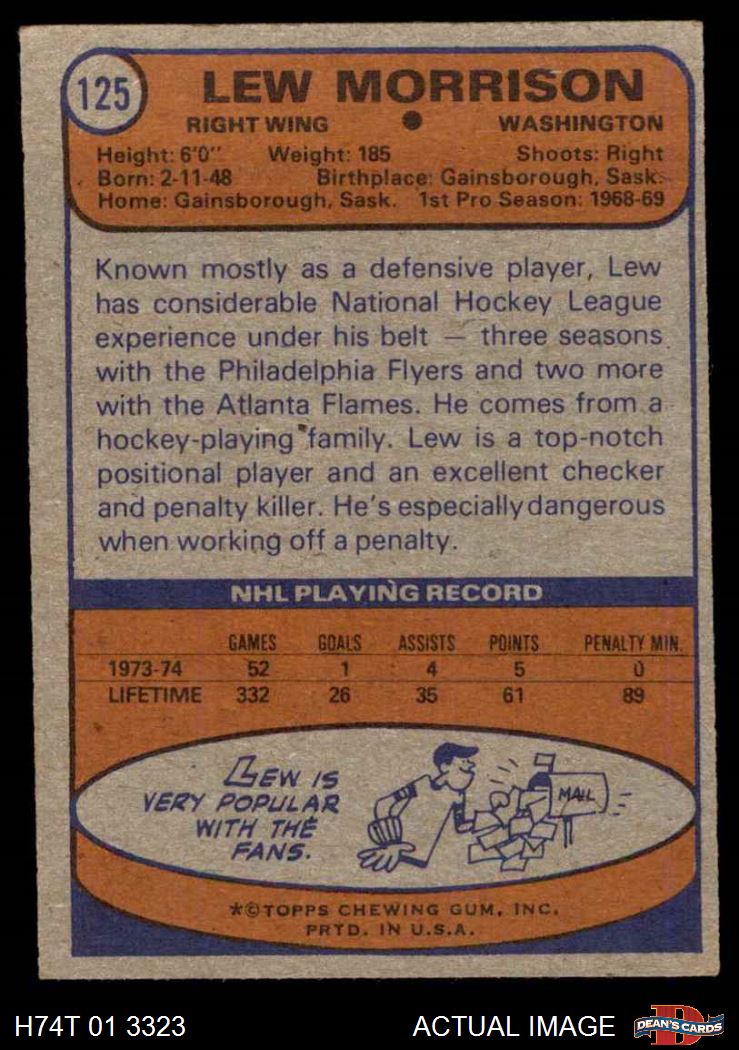 125
LEW MORRISON
RIGHT WING ● WASHINGTON
Height: 6'0" Weight: 185 Shoots: Right
Born: 2-11-48 Birthplace: Gainsborough, Sask.
Home: Gainsborough, Sask. 1st Pro Season: 1968-69
Known mostly as a defensive player, Lew
has considerable National Hockey League
experience under his belt — three seasons
with the Philadelphia Flyers and two more
with the Atlanta Flames. He comes from a
hockey-playing family. Lew is a top-notch
positional player and an excellent checker
and penalty killer. He's especially dangerous
when working off a penalty.
NHL PLAYING RECORD
GAMES GOALS ASSISTS POINTS PENALTY MIN.
1973-74 52 1 4 5 0
LIFETIME 332 26 35 61 89
LEW IS
VERY POPULAR
WITH THE
FANS.
MAIL
*©TOPPS CHEWING GUM, INC.
PRTD. IN U.S.A.
H74T 01 3323 ACTUAL IMAGE
D
DEAN'S CARDS